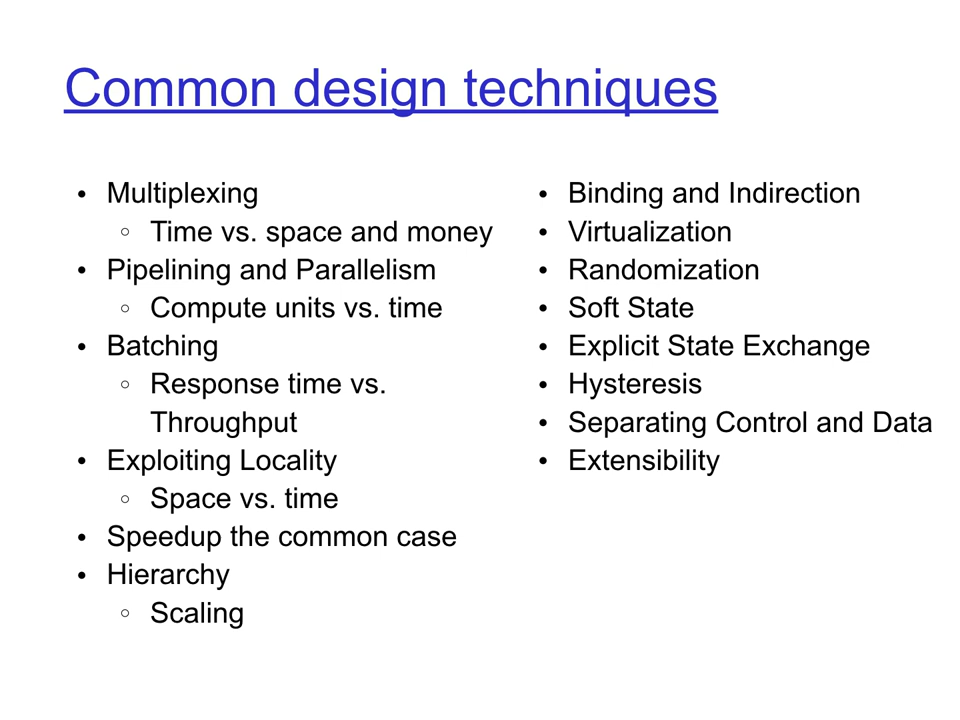 Common design techniques
• Multiplexing
◦ Time vs. space and money
• Pipelining and Parallelism
◦ Compute units vs. time
• Batching
◦ Response time vs.
Throughput
• Exploiting Locality
◦ Space vs. time
• Speedup the common case
• Hierarchy
◦ Scaling
• Binding and Indirection
• Virtualization
• Randomization
• Soft State
• Explicit State Exchange
• Hysteresis
• Separating Control and Data
• Extensibility